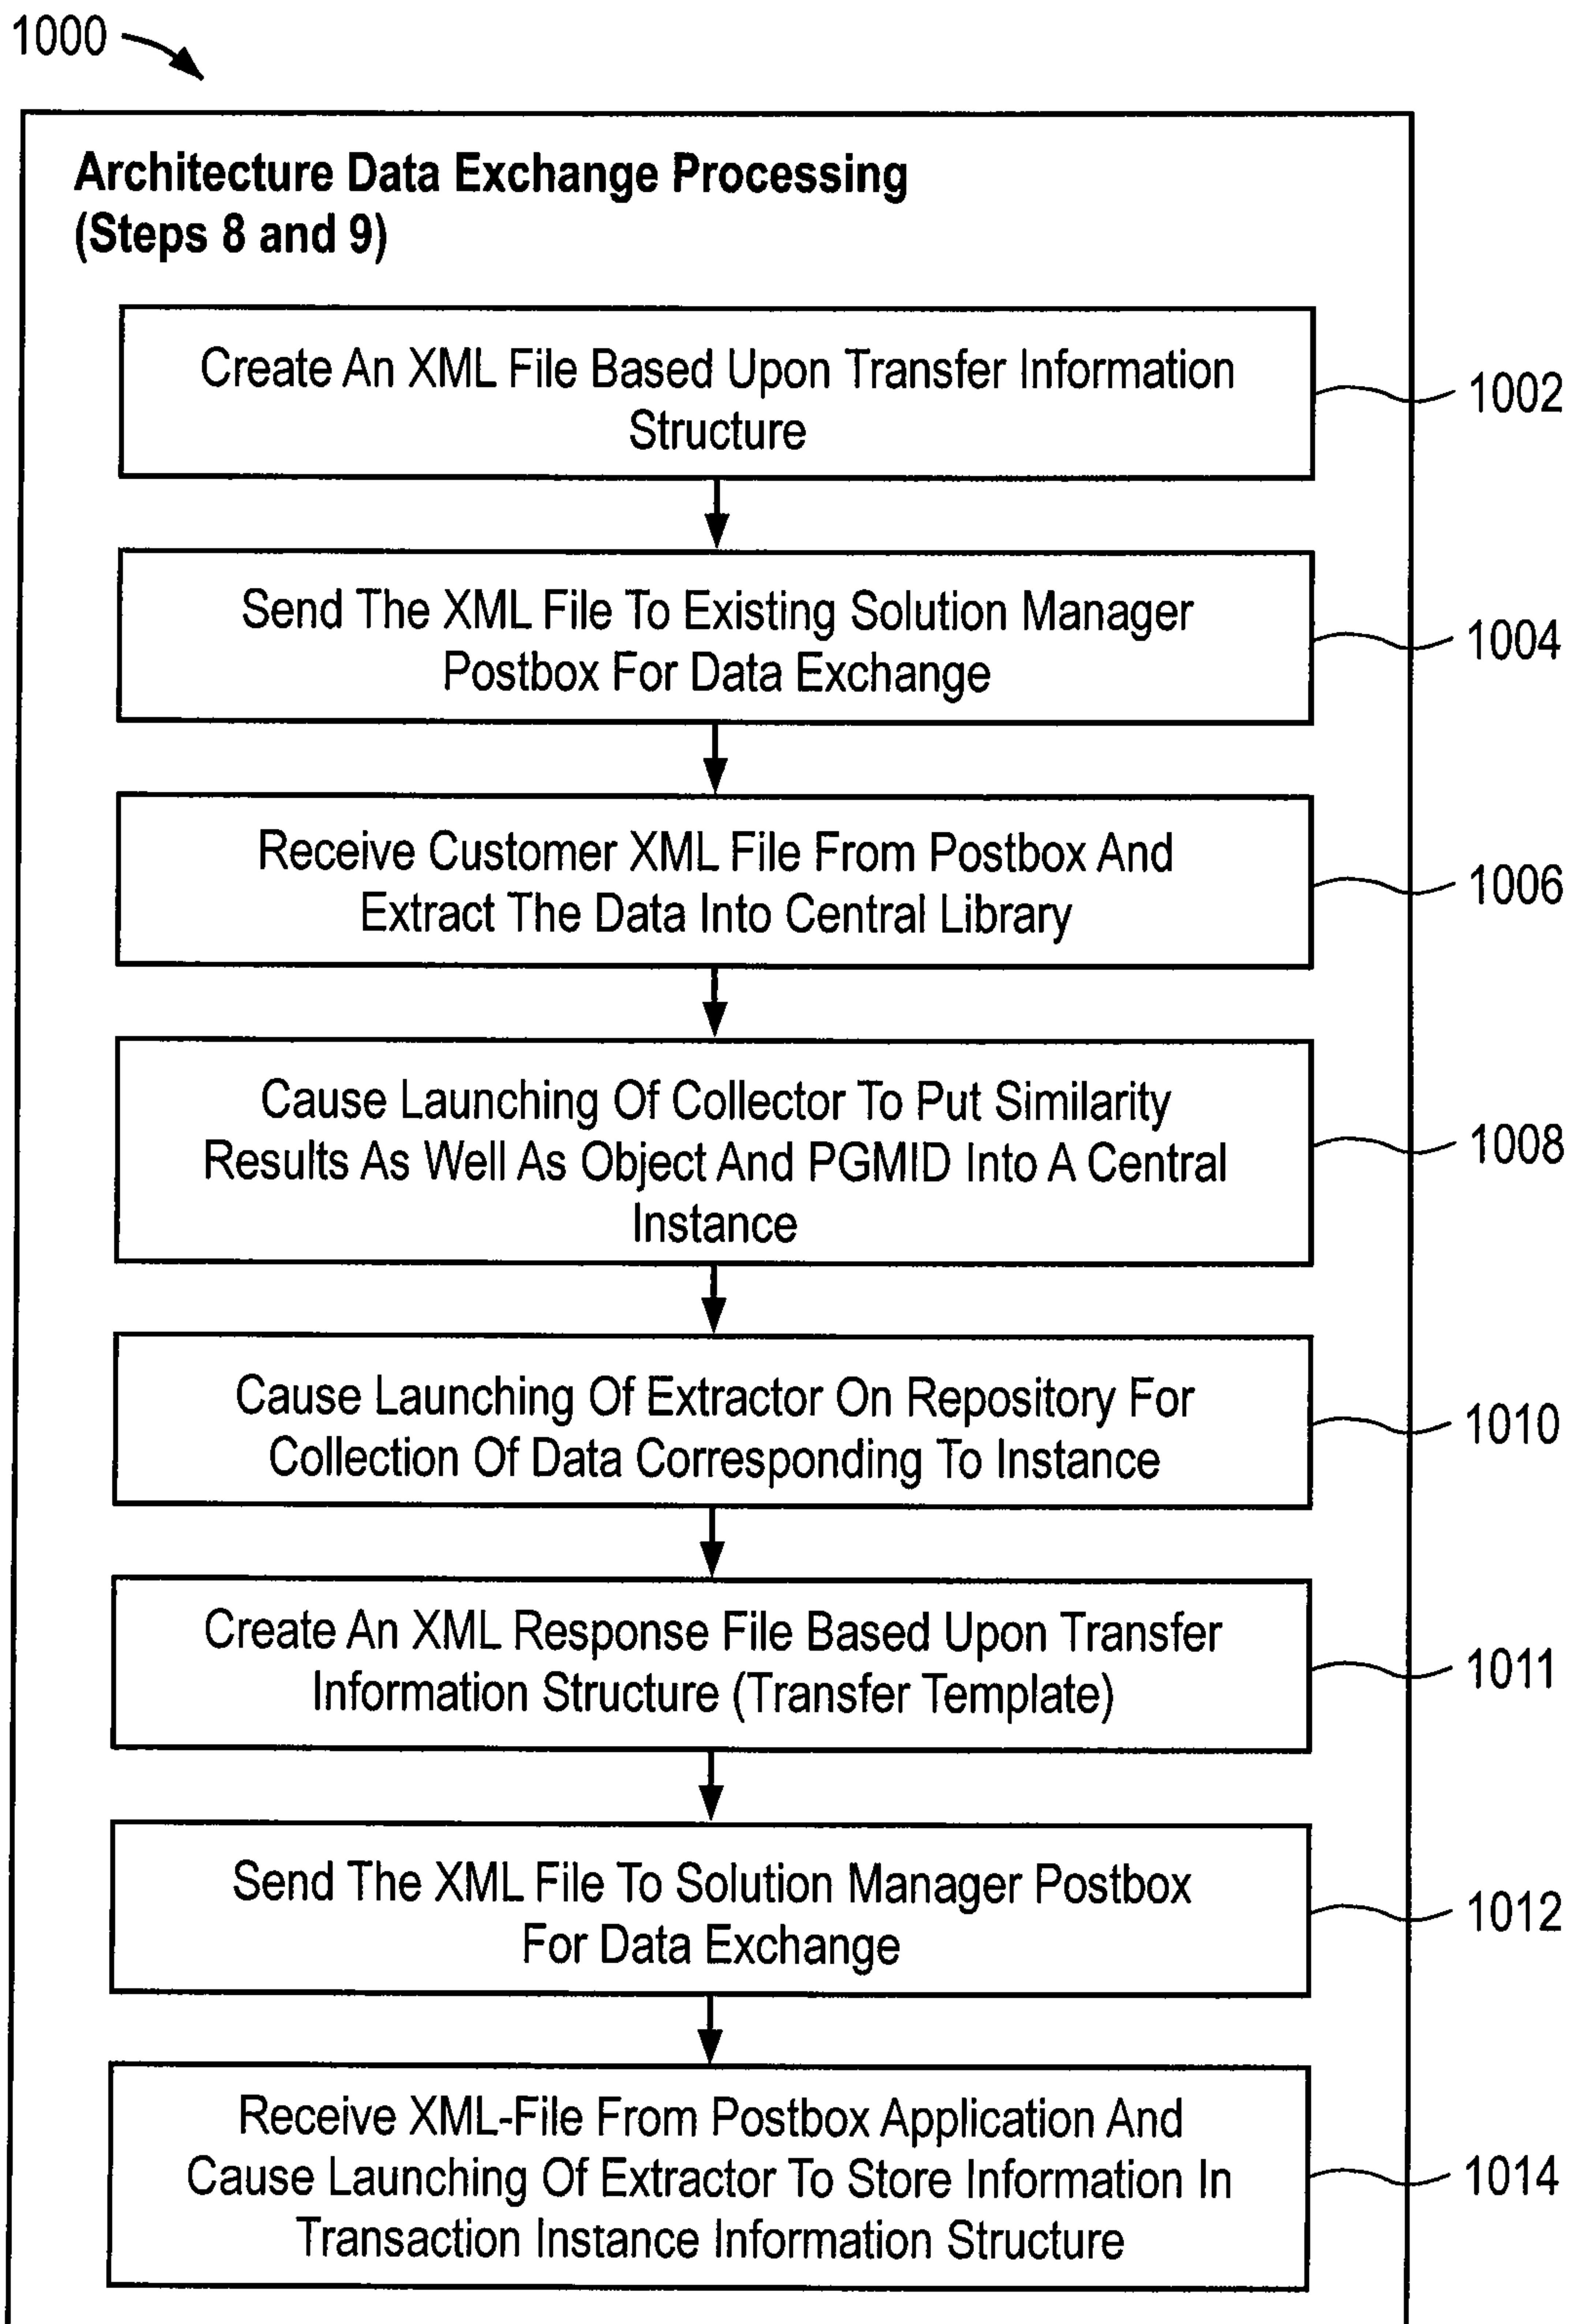 1000
Architecture Data Exchange Processing
(Steps 8 and 9)
Create An XML File Based Upon Transfer Information
Structure
1002
Send The XML File To Existing Solution Manager
Postbox For Data Exchange
1004
Receive Customer XML File From Postbox And
Extract The Data Into Central Library
1006
Cause Launching Of Collector To Put Similarity
Results As Well As Object And PGMID Into A Central
Instance
1008
Cause Launching Of Extractor On Repository For
Collection Of Data Corresponding To Instance
1010
Create An XML Response File Based Upon Transfer
Information Structure (Transfer Template)
1011
Send The XML File To Solution Manager Postbox
For Data Exchange
1012
Receive XML-File From Postbox Application And
Cause Launching Of Extractor To Store Information In
Transaction Instance Information Structure
1014